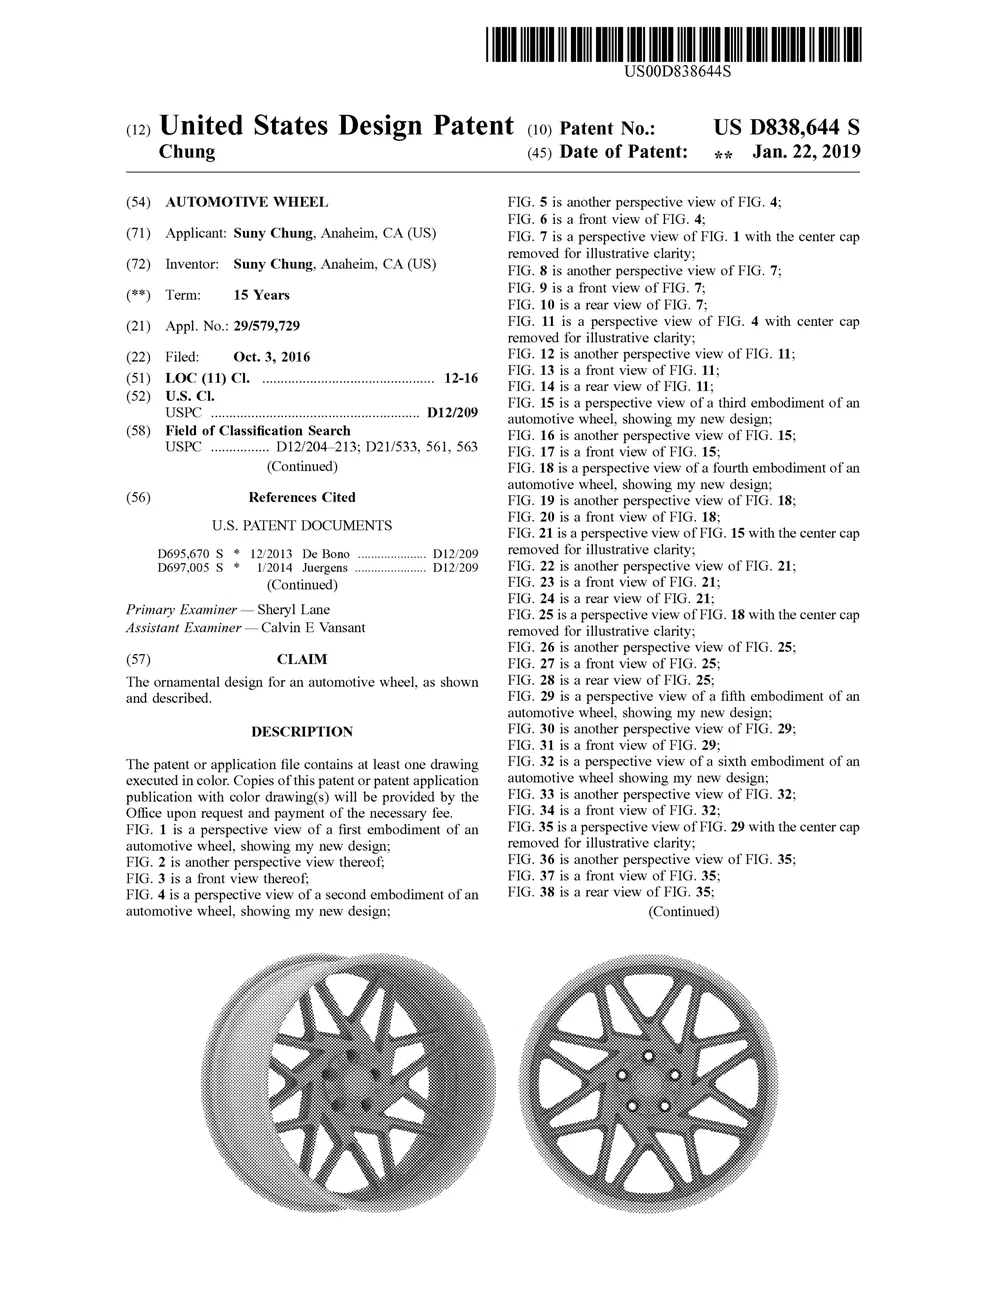 US00D838644S
(12) United States Design Patent
Chung
(10) Patent No.: US D838,644 S
(45) Date of Patent: ** Jan. 22, 2019
(54) AUTOMOTIVE WHEEL
(71) Applicant: Suny Chung, Anaheim, CA (US)
(72) Inventor: Suny Chung, Anaheim, CA (US)
(**) Term: 15 Years
(21) Appl. No.: 29/579,729
(22) Filed: Oct. 3, 2016
(51) LOC (11) Cl. ............................................... 12-16
(52) U.S. Cl.
USPC ......................................................... D12/209
(58) Field of Classification Search
USPC ................ D12/204–213; D21/533, 561, 563
(Continued)
(56) References Cited
U.S. PATENT DOCUMENTS
D695,670 S * 12/2013 De Bono ..................... D12/209
D697,005 S * 1/2014 Juergens ...................... D12/209
(Continued)
Primary Examiner — Sheryl Lane
Assistant Examiner — Calvin E Vansant
(57) CLAIM
The ornamental design for an automotive wheel, as shown
and described.
DESCRIPTION
The patent or application file contains at least one drawing
executed in color. Copies of this patent or patent application
publication with color drawing(s) will be provided by the
Office upon request and payment of the necessary fee.
FIG. 1 is a perspective view of a first embodiment of an
automotive wheel, showing my new design;
FIG. 2 is another perspective view thereof;
FIG. 3 is a front view thereof;
FIG. 4 is a perspective view of a second embodiment of an
automotive wheel, showing my new design;
FIG. 5 is another perspective view of FIG. 4;
FIG. 6 is a front view of FIG. 4;
FIG. 7 is a perspective view of FIG. 1 with the center cap
removed for illustrative clarity;
FIG. 8 is another perspective view of FIG. 7;
FIG. 9 is a front view of FIG. 7;
FIG. 10 is a rear view of FIG. 7;
FIG. 11 is a perspective view of FIG. 4 with center cap
removed for illustrative clarity;
FIG. 12 is another perspective view of FIG. 11;
FIG. 13 is a front view of FIG. 11;
FIG. 14 is a rear view of FIG. 11;
FIG. 15 is a perspective view of a third embodiment of an
automotive wheel, showing my new design;
FIG. 16 is another perspective view of FIG. 15;
FIG. 17 is a front view of FIG. 15;
FIG. 18 is a perspective view of a fourth embodiment of an
automotive wheel, showing my new design;
FIG. 19 is another perspective view of FIG. 18;
FIG. 20 is a front view of FIG. 18;
FIG. 21 is a perspective view of FIG. 15 with the center cap
removed for illustrative clarity;
FIG. 22 is another perspective view of FIG. 21;
FIG. 23 is a front view of FIG. 21;
FIG. 24 is a rear view of FIG. 21;
FIG. 25 is a perspective view of FIG. 18 with the center cap
removed for illustrative clarity;
FIG. 26 is another perspective view of FIG. 25;
FIG. 27 is a front view of FIG. 25;
FIG. 28 is a rear view of FIG. 25;
FIG. 29 is a perspective view of a fifth embodiment of an
automotive wheel, showing my new design;
FIG. 30 is another perspective view of FIG. 29;
FIG. 31 is a front view of FIG. 29;
FIG. 32 is a perspective view of a sixth embodiment of an
automotive wheel showing my new design;
FIG. 33 is another perspective view of FIG. 32;
FIG. 34 is a front view of FIG. 32;
FIG. 35 is a perspective view of FIG. 29 with the center cap
removed for illustrative clarity;
FIG. 36 is another perspective view of FIG. 35;
FIG. 37 is a front view of FIG. 35;
FIG. 38 is a rear view of FIG. 35;
(Continued)